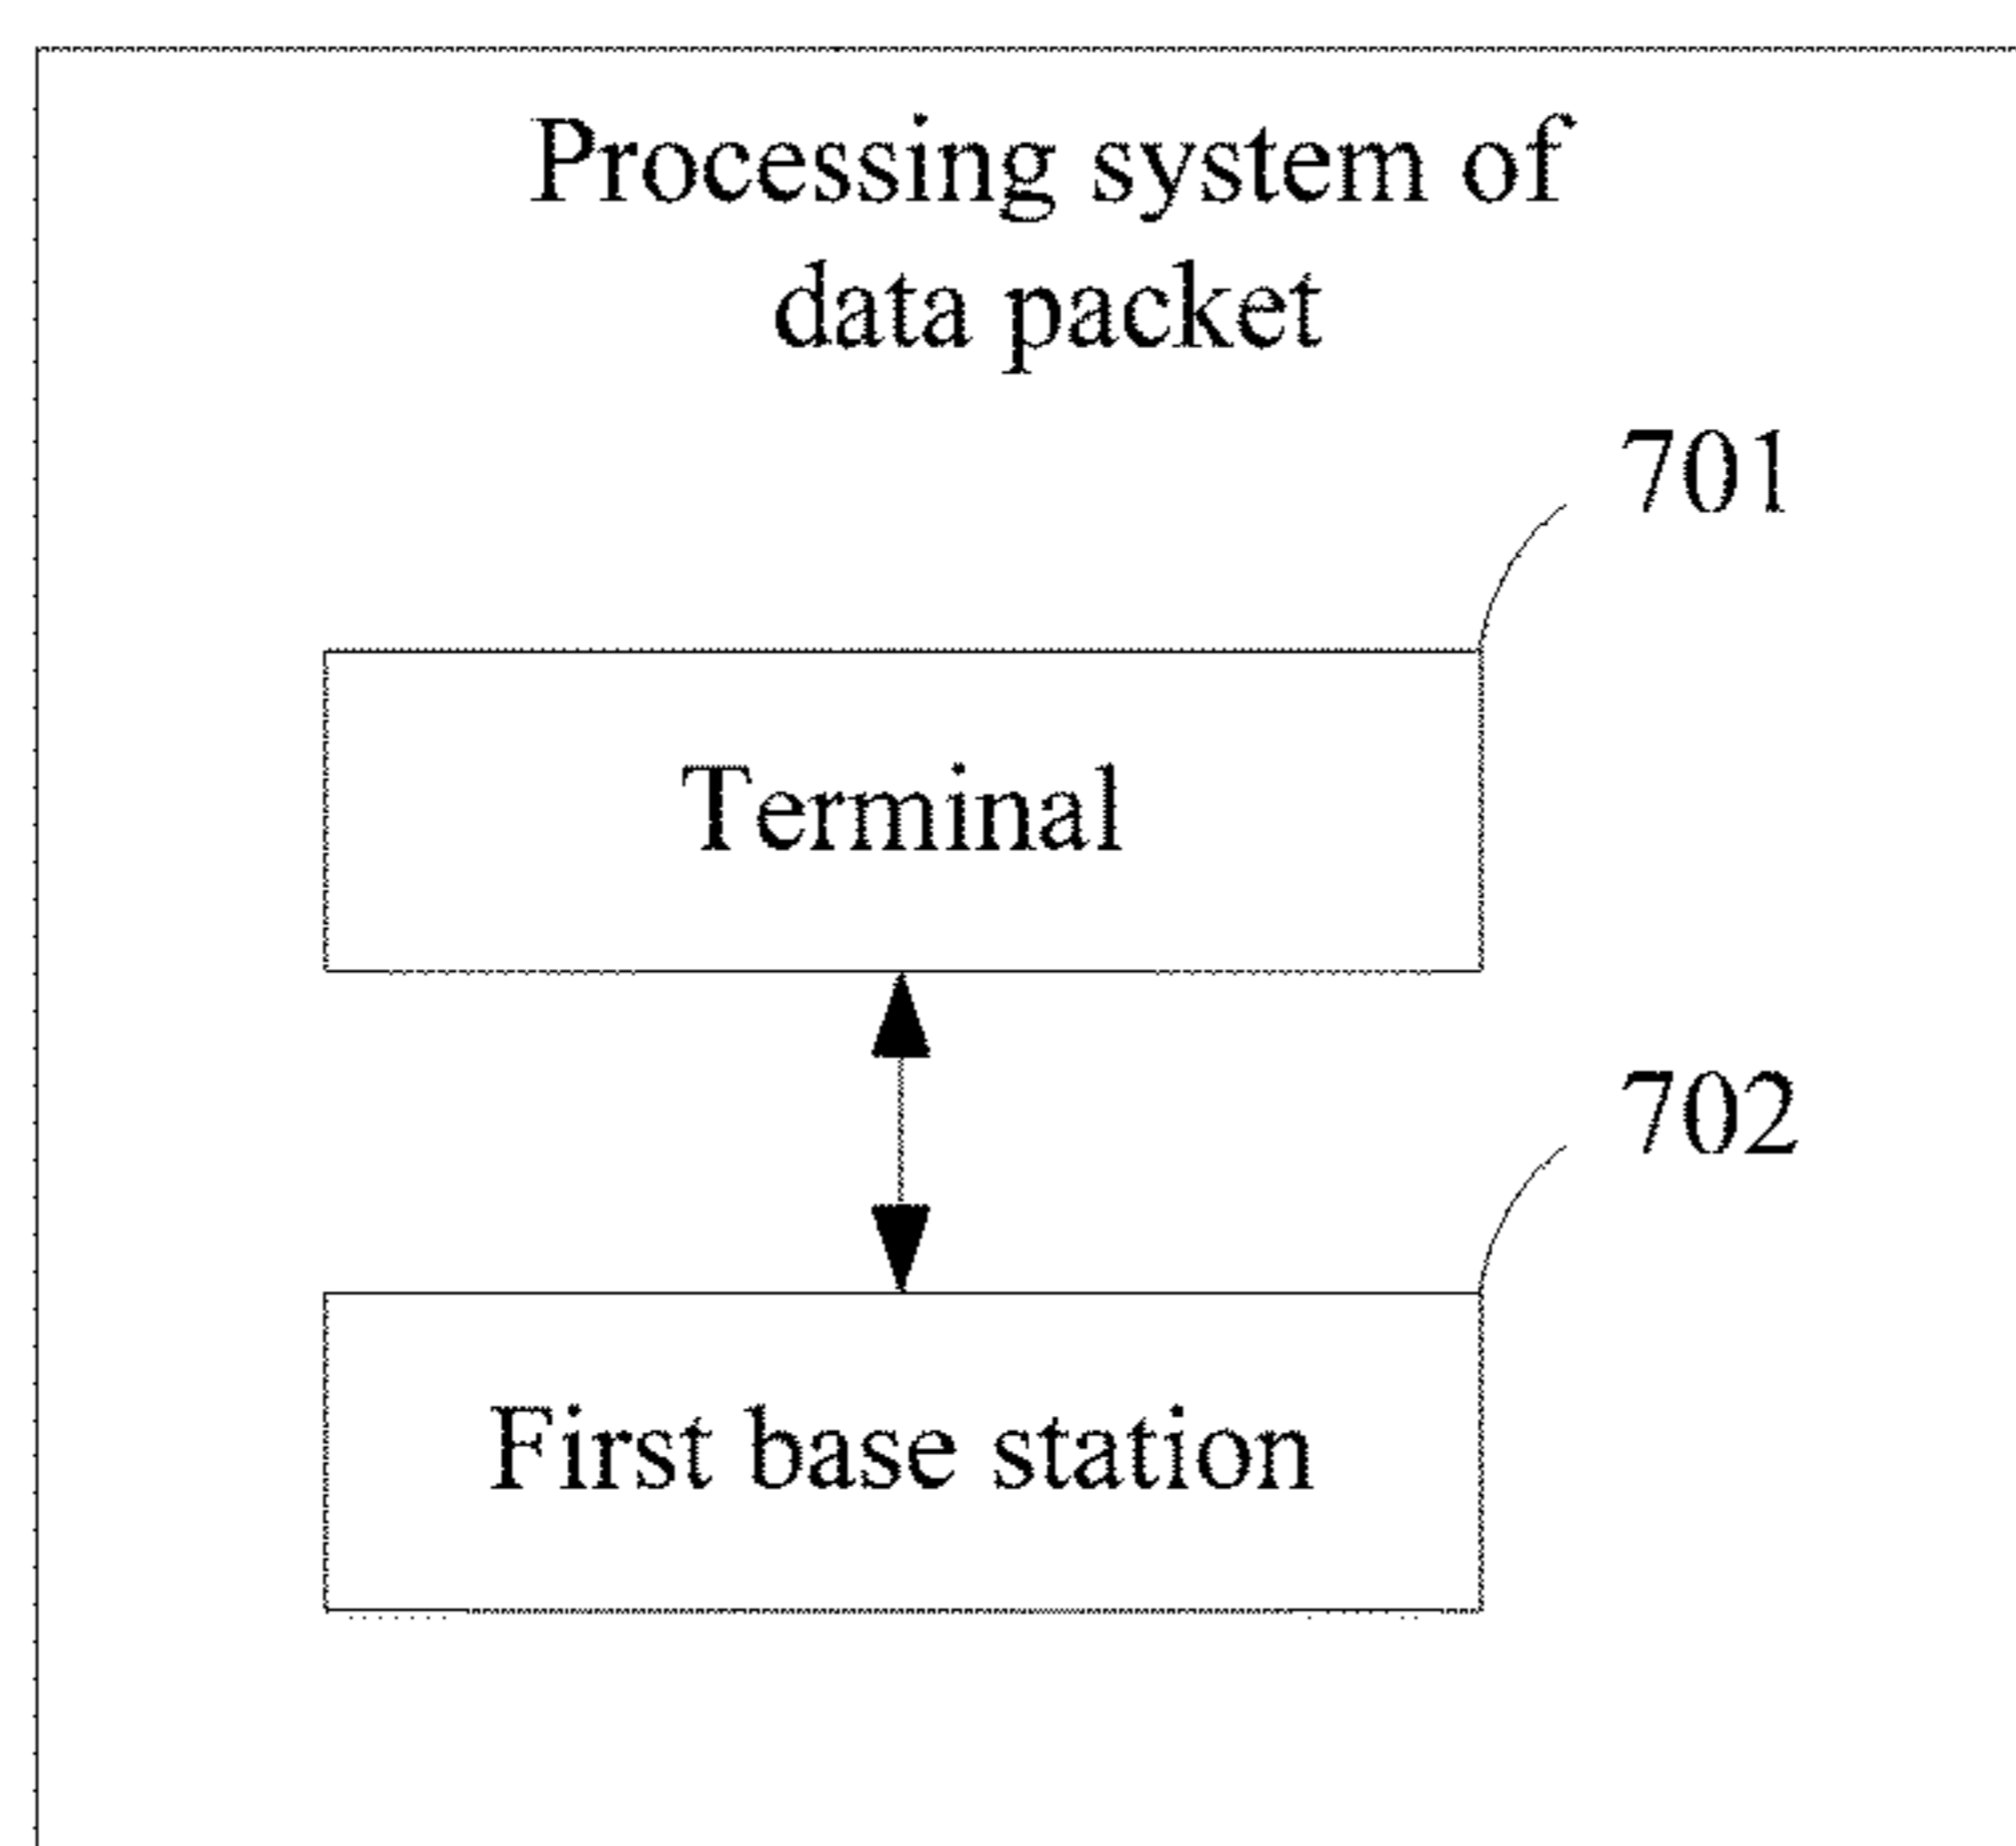 Processing system of
data packet
701
Terminal
702
First base station